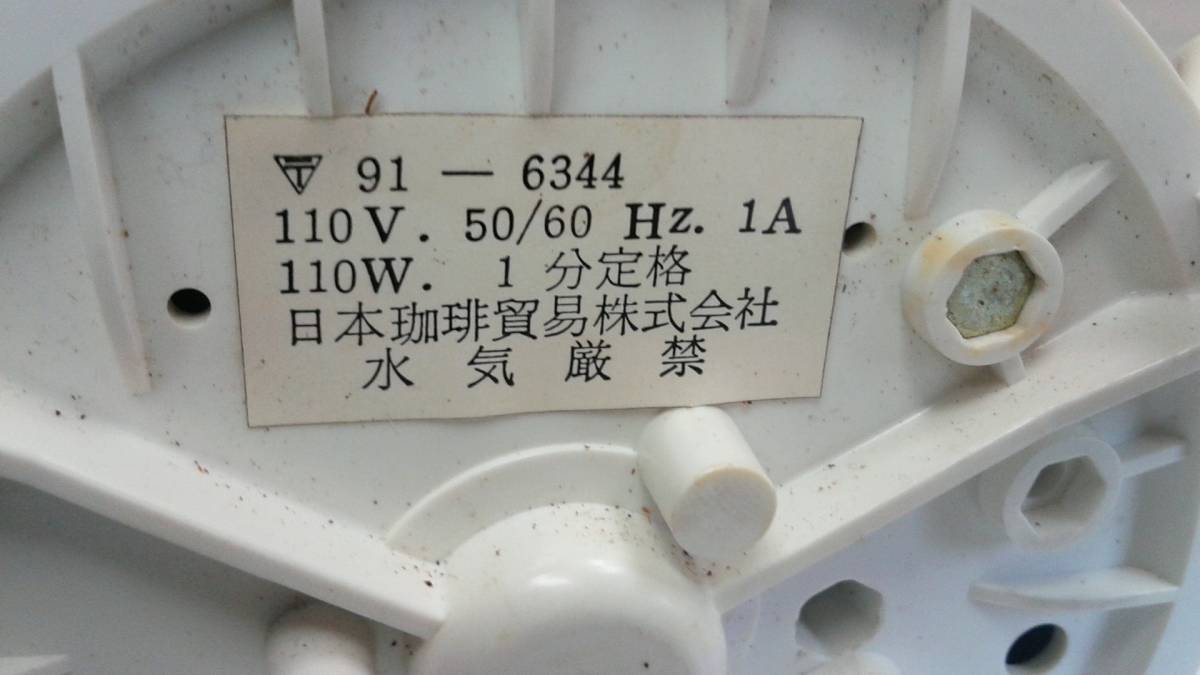 91 — 6344
110V. 50/60 Hz. 1A
110W. 1 分定格
日本珈琲貿易株式会社
水気厳禁